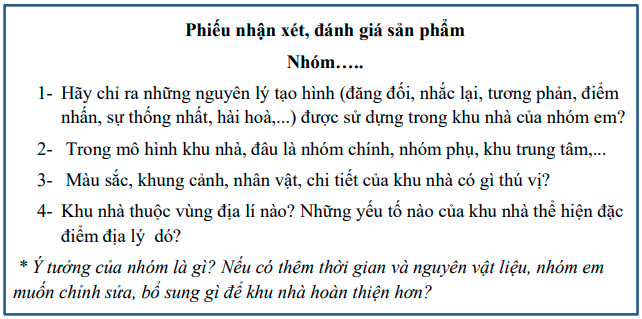 Phiếu nhận xét, đánh giá sản phẩm
Nhóm…..
1- Hãy chỉ ra những nguyên lý tạo hình (đăng đối, nhắc lại, tương phản, điểm
nhấn, sự thống nhất, hài hoà,...) được sử dựng trong khu nhà của nhóm em?
2- Trong mô hình khu nhà, đâu là nhóm chính, nhóm phụ, khu trung tâm,...
3- Màu sắc, khung cảnh, nhân vật, chi tiết của khu nhà có gì thú vị?
4- Khu nhà thuộc vùng địa lí nào? Những yếu tố nào của khu nhà thể hiện đặc
điểm địa lý dó?
* Ý tưởng của nhóm là gì? Nếu có thêm thời gian và nguyên vật liệu, nhóm em
muốn chỉnh sửa, bổ sung gì để khu nhà hoàn thiện hơn?